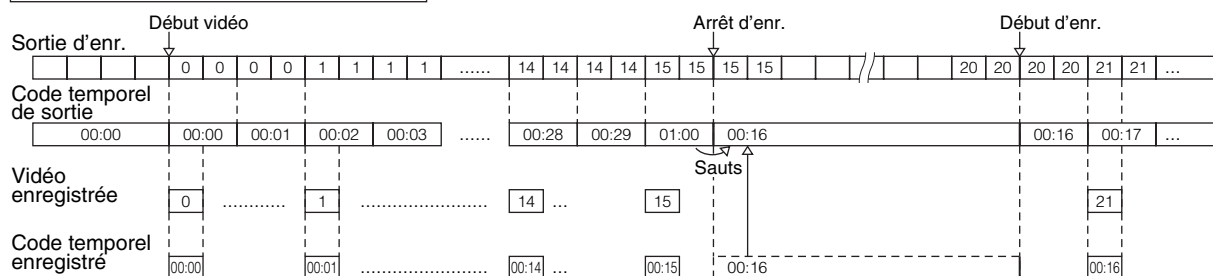 Début vidéo Arrêt d'enr. Début d'enr.
Sortie d'enr.
0 0 0 0 1 1 1 1 ...... 14 14 14 14 15 15 15 15 20 20 20 20 21 21 ...
Code temporel
de sortie
00:00 00:00 00:01 00:02 00:03 ...... 00:28 00:29 01:00 00:16 00:16 00:17 ...
Sauts
Vidéo
enregistrée
0 ............ 1 ........................ 14 ... 15 21
Code temporel
enregistré
00:00 00:01 ........................ 00:14 ... 00:15 00:16 00:16